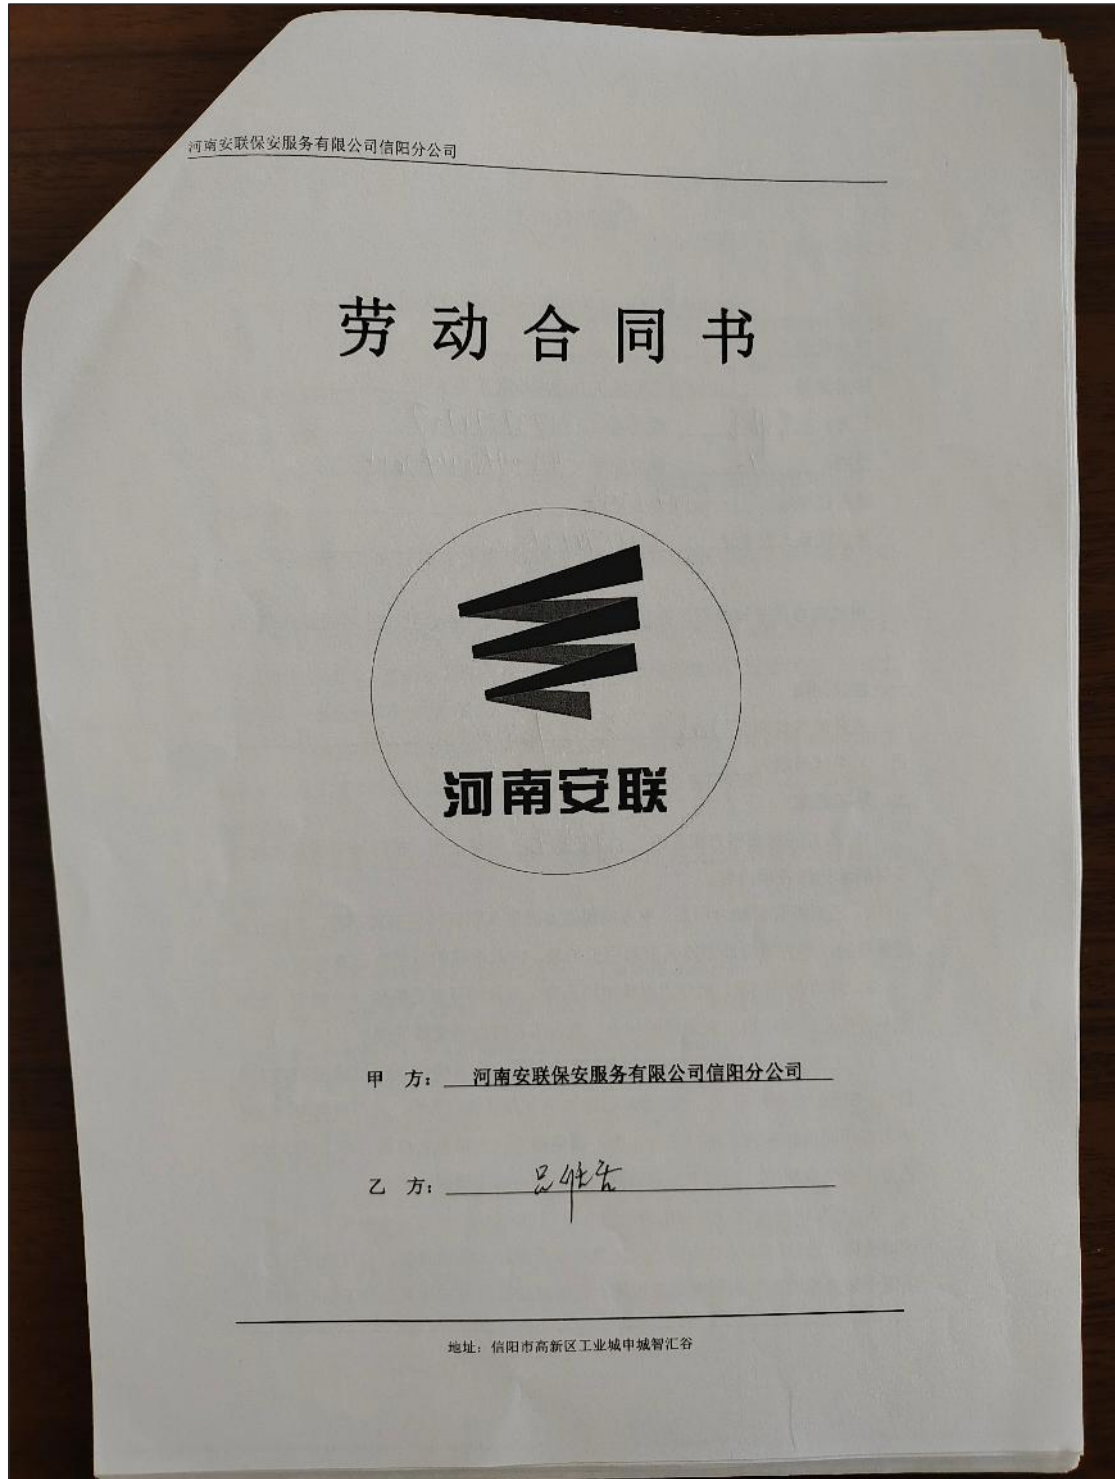 河南安联保安服务有限公司信阳分公司
劳动合同书
河南安联
甲 方: 河南安联保安服务有限公司信阳分公司
乙 方:
地址: 信阳市高新区工业城申城智汇谷